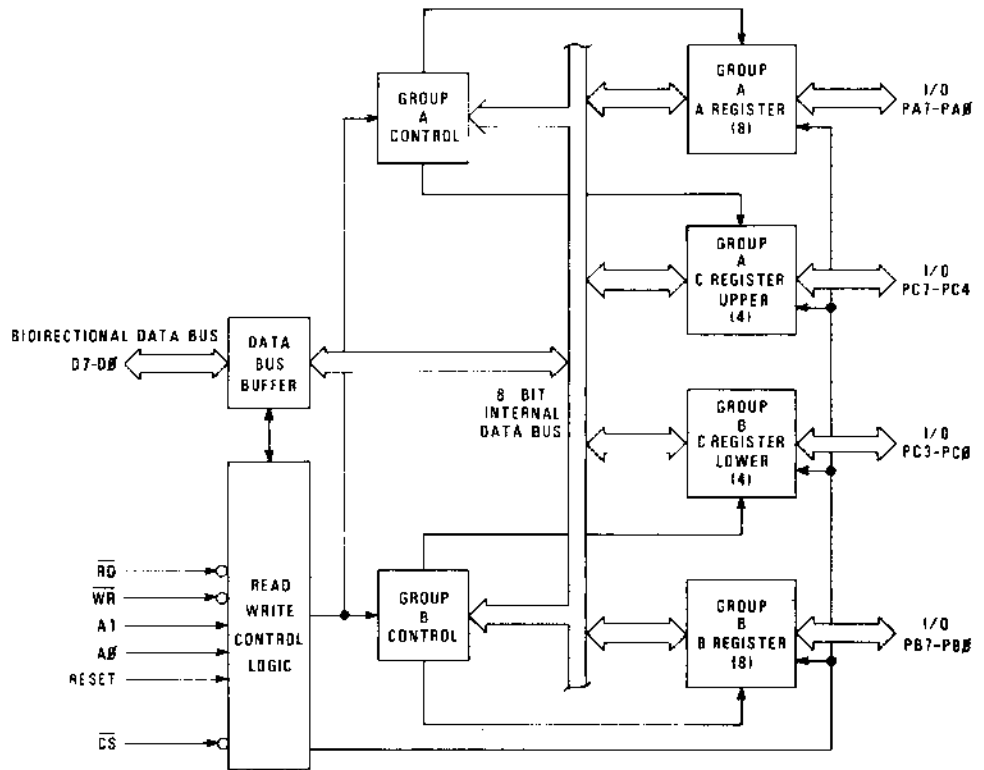 GROUP
A
CONTROL
GROUP
A
A REGISTER
(8)
I/O
PA7-PAØ
GROUP
A
C REGISTER
UPPER
(4)
I/O
PC7-PC4
BIDIRECTIONAL DATA BUS
D7-DØ
DATA
BUS
BUFFER
8 BIT
INTERNAL
DATA BUS
GROUP
B
C REGISTER
LOWER
(4)
I/O
PC3-PCØ
RD
WR
A1
AØ
RESET
CS
READ
WRITE
CONTROL
LOGIC
GROUP
B
CONTROL
GROUP
B
B REGISTER
(8)
I/O
PB7-PBØ